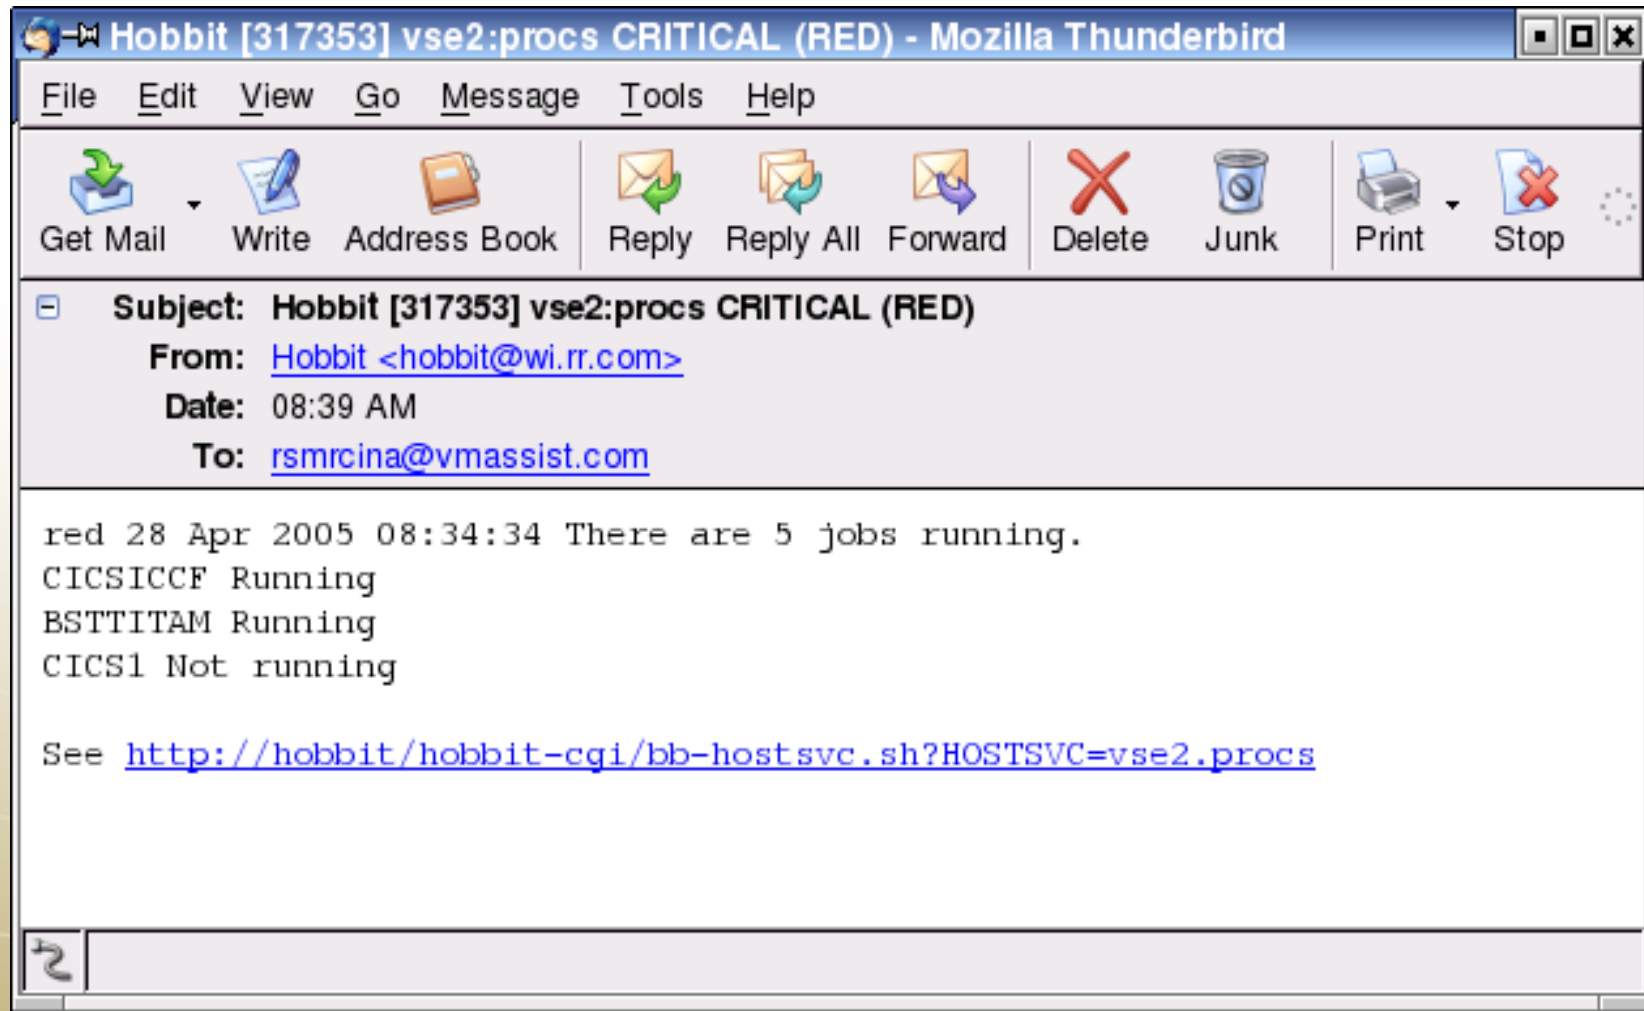 Hobbit [317353] vse2:procs CRITICAL (RED) - Mozilla Thunderbird
File Edit View Go Message Tools Help
Get Mail Write Address Book Reply Reply All Forward Delete Junk Print Stop
Subject: Hobbit [317353] vse2:procs CRITICAL (RED)
From: Hobbit <hobbit@wi.rr.com>
Date: 08:39 AM
To: rsmrcina@vmassist.com
red 28 Apr 2005 08:34:34 There are 5 jobs running.
CICSICCF Running
BSTTITAM Running
CICS1 Not running
See http://hobbit/hobbit-cgi/bb-hostsvc.sh?HOSTSVC=vse2.procs